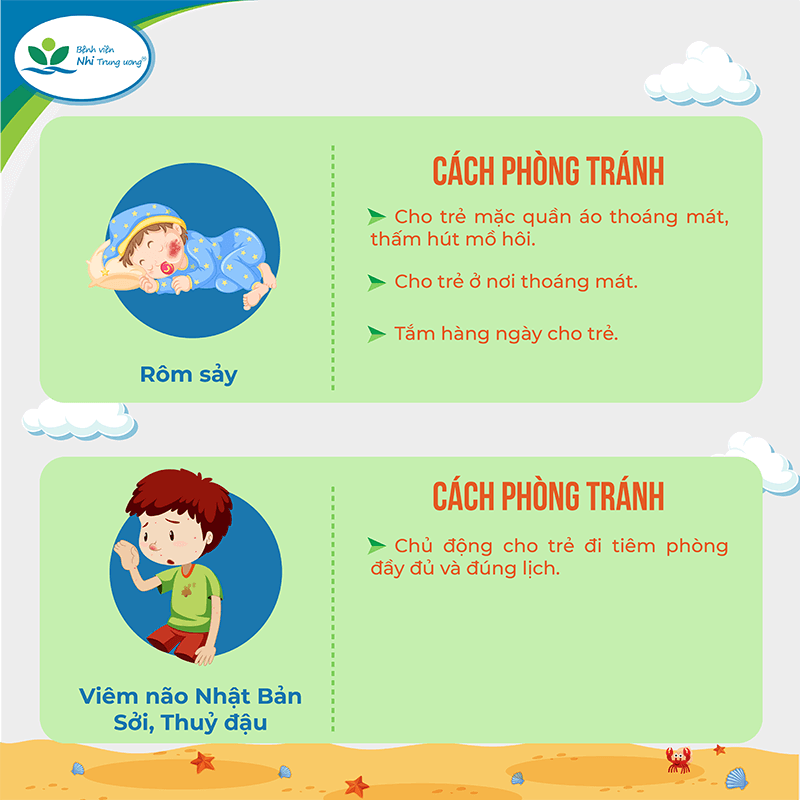 Bệnh viện
Nhi Trung ương
CÁCH PHÒNG TRÁNH
Cho trẻ mặc quần áo thoáng mát,
thấm hút mồ hôi.
Cho trẻ ở nơi thoáng mát.
Tắm hàng ngày cho trẻ.
Rôm sảy
CÁCH PHÒNG TRÁNH
Chủ động cho trẻ đi tiêm phòng
đầy đủ và đúng lịch.
Viêm não Nhật Bản
Sởi, Thuỷ đậu